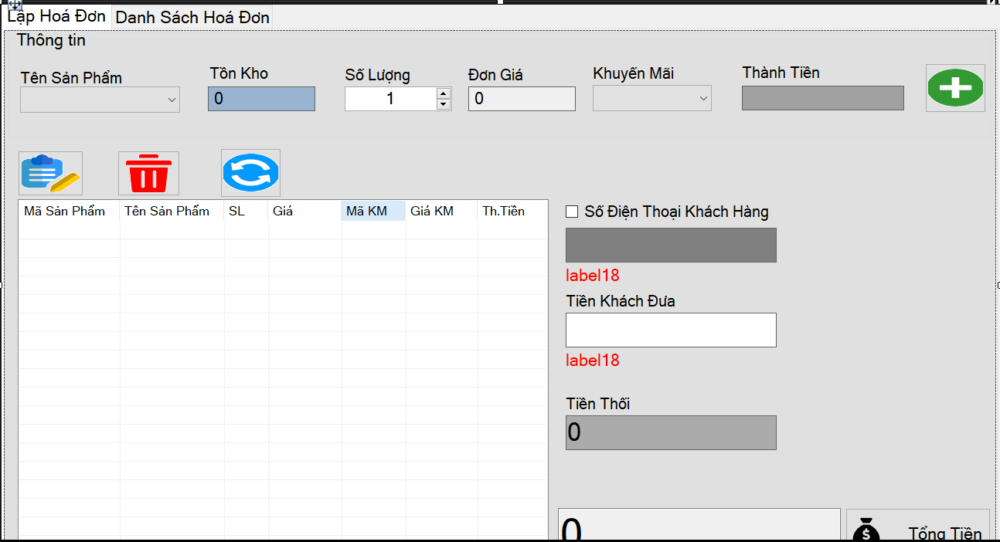 Lập Hoá Đơn Danh Sách Hoá Đơn
Thông tin
Tên Sản Phẩm Tồn Kho Số Lượng Đơn Giá Khuyến Mãi Thành Tiền
0 1 0
Mã Sản Phẩm Tên Sản Phẩm SL Giá Mã KM Giá KM Th.Tiền
Số Điện Thoại Khách Hàng
label18
Tiền Khách Đưa
label18
Tiền Thối
0
0 $ Tổng Tiền